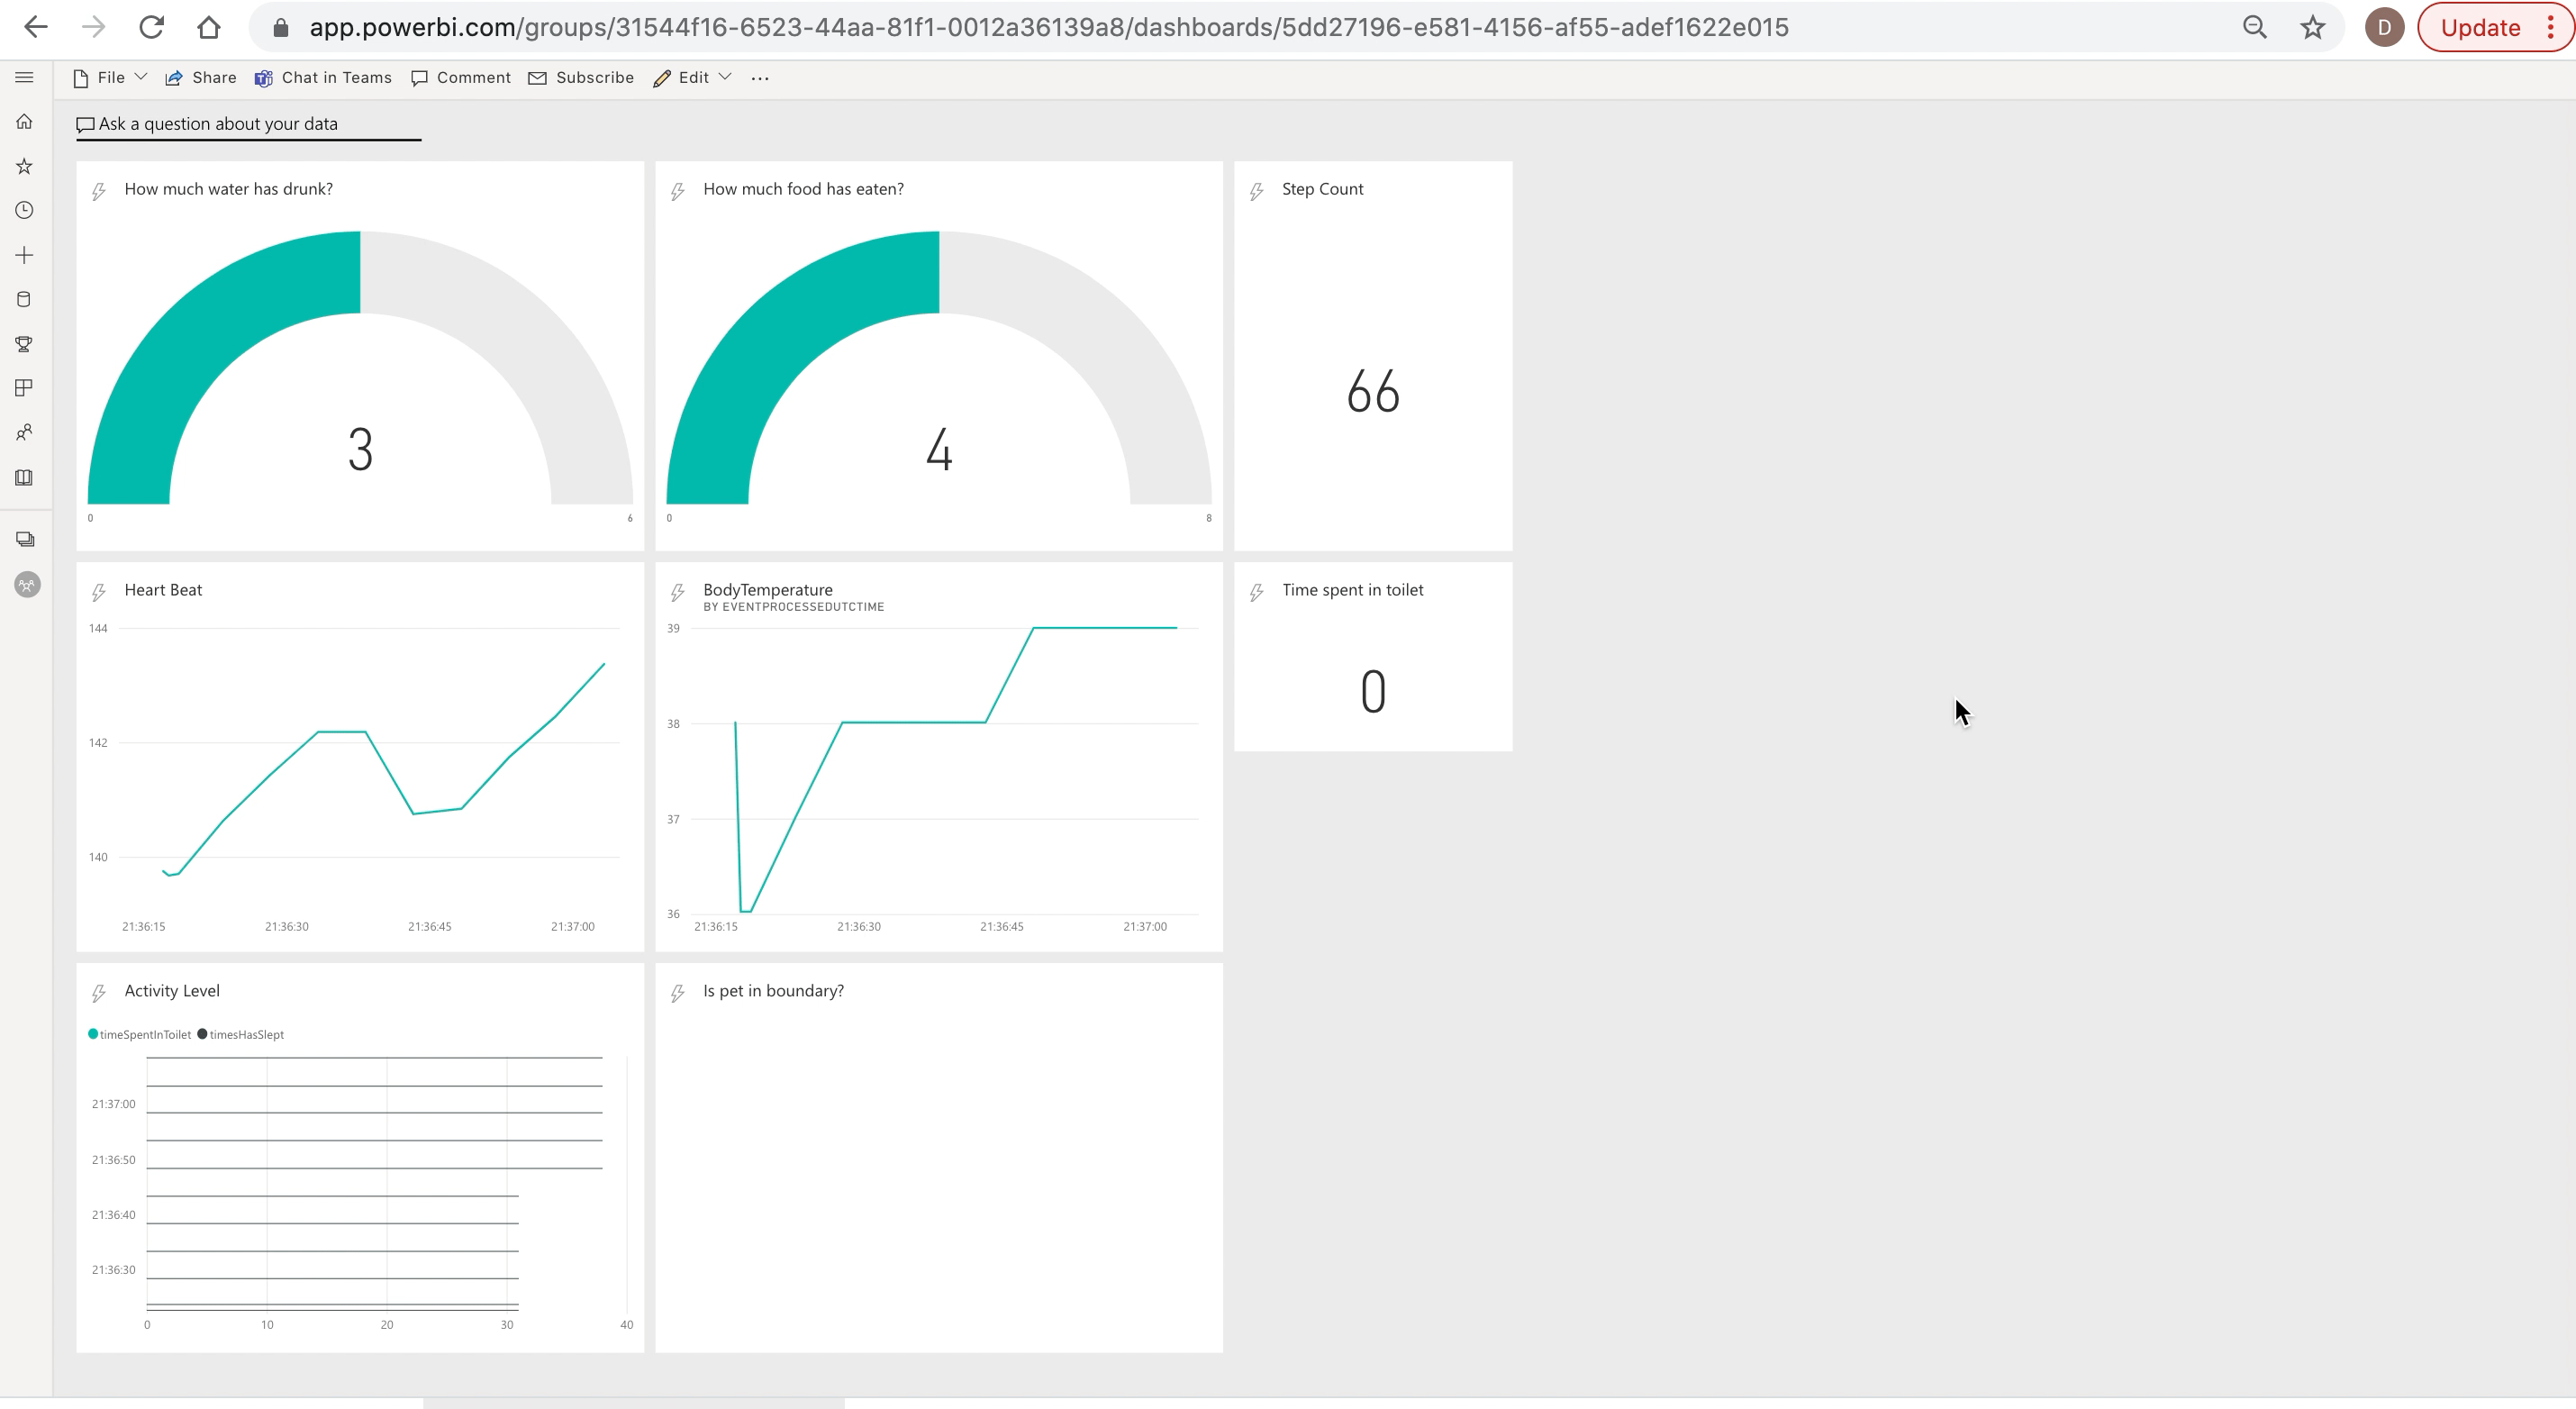 app.powerbi.com/groups/31544f16-6523-44aa-81f1-0012a36139a8/dashboards/5dd27196-e581-4156-af55-adef1622e015
D
Update
File
Share
Chat in Teams
Comment
Subscribe
Edit
Ask a question about your data
How much water has drunk?
3
0
6
How much food has eaten?
4
0
8
Step Count
66
Heart Beat
144
142
140
21:36:15
21:36:30
21:36:45
21:37:00
BodyTemperature
BY EVENTPROCESSEDUTCTIME
39
38
37
36
21:36:15
21:36:30
21:36:45
21:37:00
Time spent in toilet
0
Activity Level
timeSpentInToilet
timesHasSlept
21:37:00
21:36:50
21:36:40
21:36:30
0
10
20
30
40
Is pet in boundary?